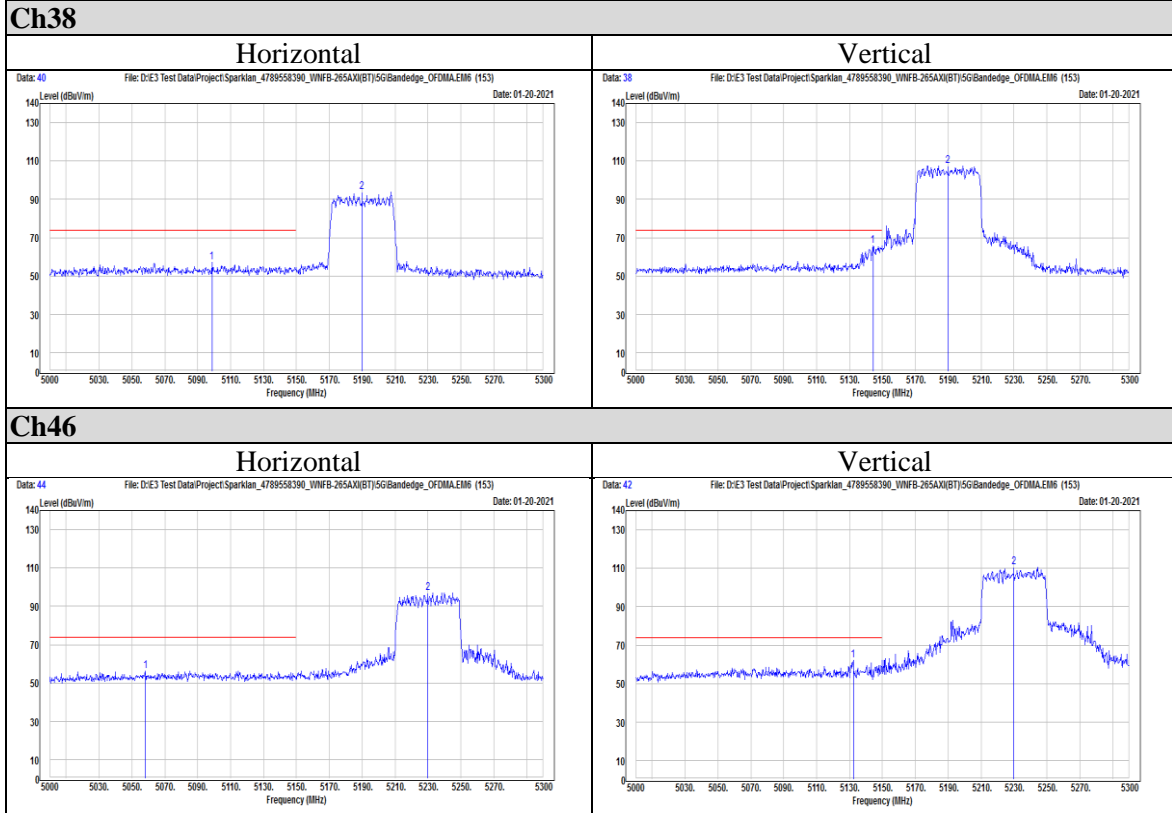 Ch38
Horizontal
Vertical
Data: 40 File: D:\E3 Test Data\Project\Sparklan_4789558390_WNFB-265AXI(BT)\5G\Bandedge_OFDMA.EM6 (153)
Level (dBuV/m)
Date: 01-20-2021
140
130
110
90
70
50
30
10
0
1
2
5000 5030. 5050. 5070. 5090. 5110. 5130. 5150. 5170. 5190. 5210. 5230. 5250. 5270. 5300
Frequency (MHz)
Data: 38 File: D:\E3 Test Data\Project\Sparklan_4789558390_WNFB-265AXI(BT)\5G\Bandedge_OFDMA.EM6 (153)
Level (dBuV/m)
Date: 01-20-2021
140
130
110
90
70
50
30
10
0
1
2
5000 5030. 5050. 5070. 5090. 5110. 5130. 5150. 5170. 5190. 5210. 5230. 5250. 5270. 5300
Frequency (MHz)
Ch46
Horizontal
Vertical
Data: 44 File: D:\E3 Test Data\Project\Sparklan_4789558390_WNFB-265AXI(BT)\5G\Bandedge_OFDMA.EM6 (153)
Level (dBuV/m)
Date: 01-20-2021
140
130
110
90
70
50
30
10
0
1
2
5000 5030. 5050. 5070. 5090. 5110. 5130. 5150. 5170. 5190. 5210. 5230. 5250. 5270. 5300
Frequency (MHz)
Data: 42 File: D:\E3 Test Data\Project\Sparklan_4789558390_WNFB-265AXI(BT)\5G\Bandedge_OFDMA.EM6 (153)
Level (dBuV/m)
Date: 01-20-2021
140
130
110
90
70
50
30
10
0
1
2
5000 5030. 5050. 5070. 5090. 5110. 5130. 5150. 5170. 5190. 5210. 5230. 5250. 5270. 5300
Frequency (MHz)